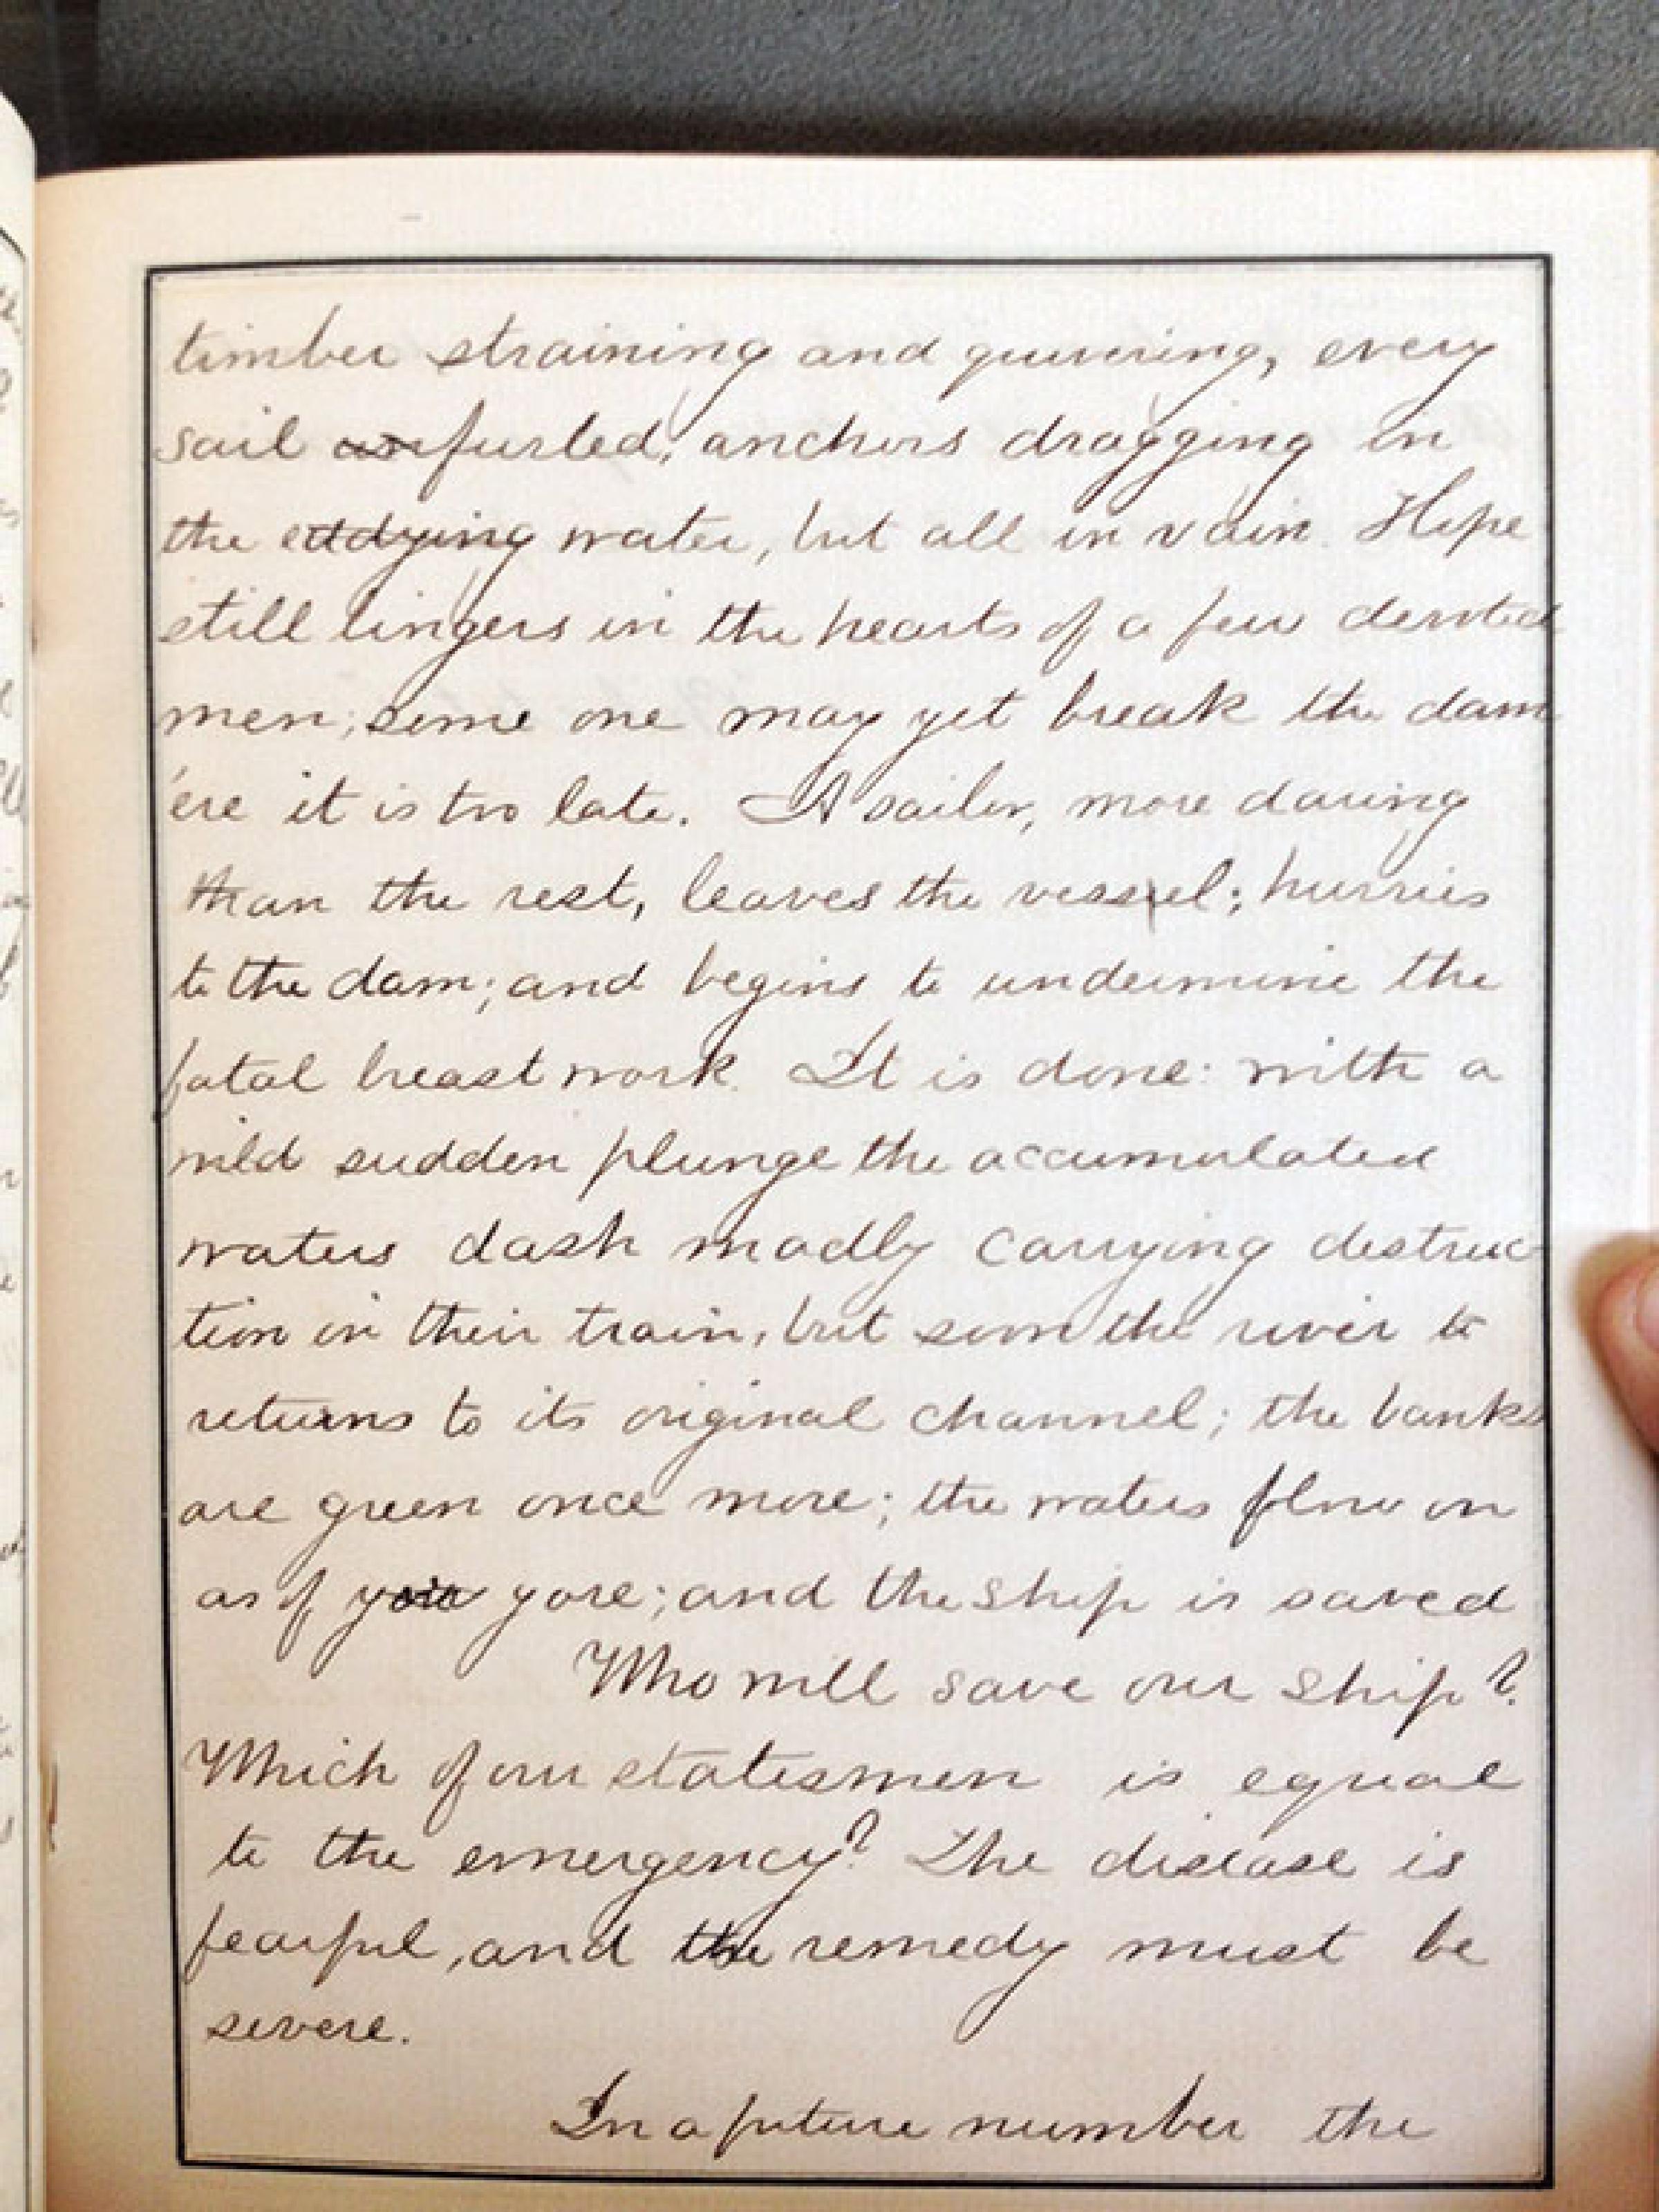 timber straining and quivering, every
sail furled, anchors dragging in
the eddying water, but all in vain. Hope
still lingers in the hearts of a few devoted
men; some one may yet break the dam
'ere it is too late. A sailor, more daring
than the rest, leaves the vessel; hurries
to the dam; and begins to undermine the
fatal breastwork. It is done: with a
wild sudden plunge the accumulated
waters dash madly carrying destruc-
tion in their train, but soon the river to
returns to its original channel; the banks
are green once more; the waters flow on
as of yore; and the ship is saved
Who will save our ship?
Which of our statesmen is equal
to the emergency? The disease is
fearful, and the remedy must be
severe.
In a future number the